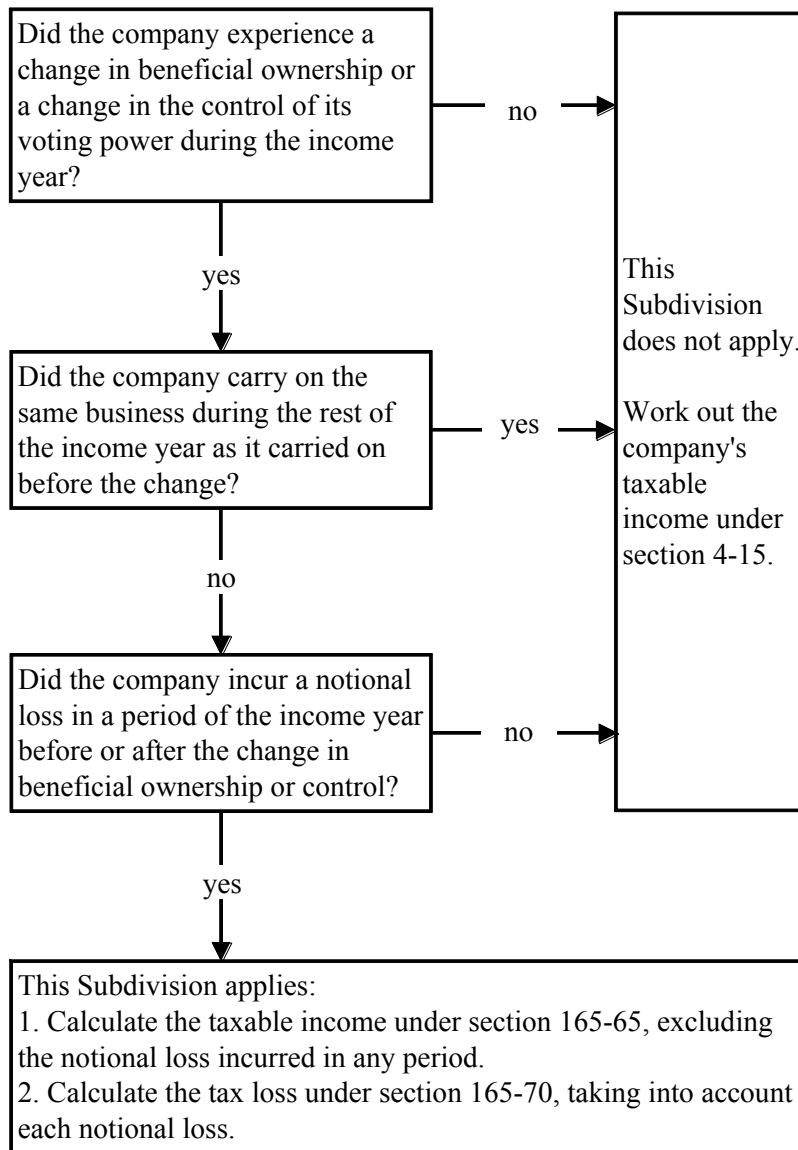 Did the company experience a
change in beneficial ownership or
a change in the control of its
voting power during the income
year?
no
yes
This
Subdivision
does not apply.
Work out the
company's
taxable
income under
section 4-15.
Did the company carry on the
same business during the rest of
the income year as it carried on
before the change?
yes
no
Did the company incur a notional
loss in a period of the income year
before or after the change in
beneficial ownership or control?
no
yes
This Subdivision applies:
1. Calculate the taxable income under section 165-65, excluding
the notional loss incurred in any period.
2. Calculate the tax loss under section 165-70, taking into account
each notional loss.